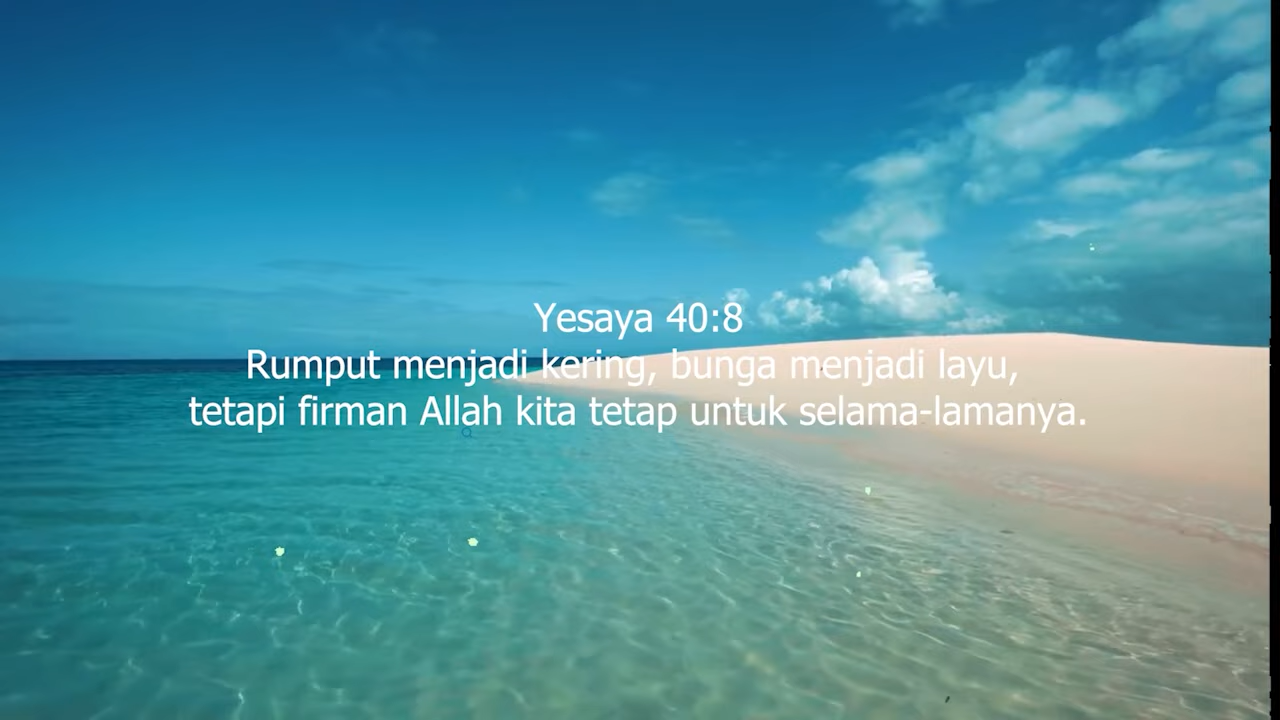 Yesaya 40:8
Rumput menjadi kering, bunga menjadi layu,
tetapi firman Allah kita tetap untuk selama-lamanya.